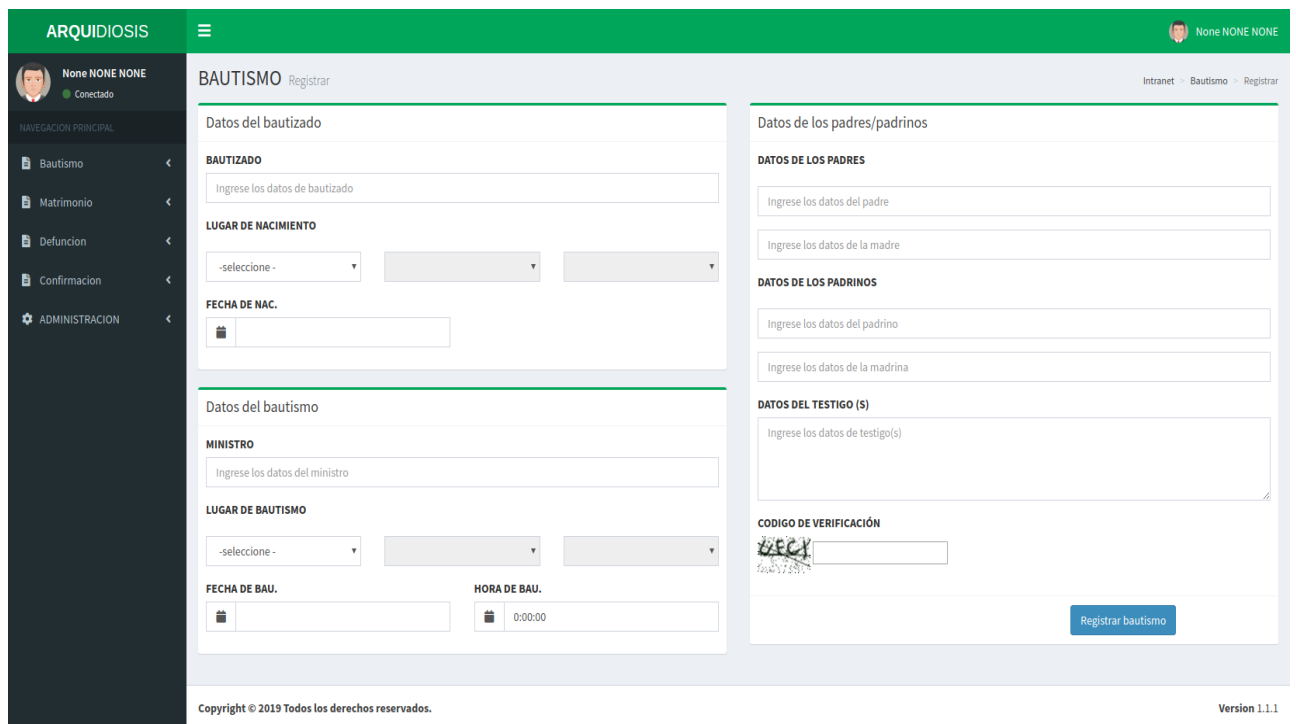 ARQUIDIOSIS
None NONE NONE
None NONE NONE
Conectado
NAVEGACION PRINCIPAL
Bautismo
Matrimonio
Defuncion
Confirmacion
ADMINISTRACION
BAUTISMO Registrar
Intranet > Bautismo > Registrar
Datos del bautizado
BAUTIZADO
Ingrese los datos de bautizado
LUGAR DE NACIMIENTO
-seleccione -
FECHA DE NAC.
Datos del bautismo
MINISTRO
Ingrese los datos del ministro
LUGAR DE BAUTISMO
-seleccione -
FECHA DE BAU.
HORA DE BAU.
0:00:00
Datos de los padres/padrinos
DATOS DE LOS PADRES
Ingrese los datos del padre
Ingrese los datos de la madre
DATOS DE LOS PADRINOS
Ingrese los datos del padrino
Ingrese los datos de la madrina
DATOS DEL TESTIGO (S)
Ingrese los datos de testigo(s)
CODIGO DE VERIFICACIÓN
Registrar bautismo
Copyright © 2019 Todos los derechos reservados.
Version 1.1.1